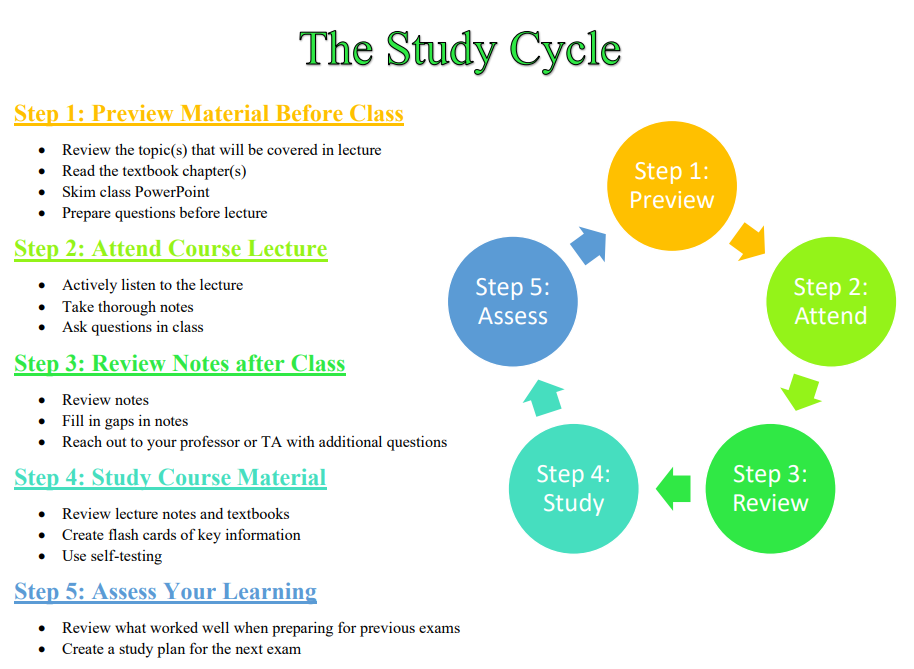 The Study Cycle
Step 1: Preview Material Before Class
• Review the topic(s) that will be covered in lecture
• Read the textbook chapter(s)
• Skim class PowerPoint
• Prepare questions before lecture
Step 2: Attend Course Lecture
• Actively listen to the lecture
• Take thorough notes
• Ask questions in class
Step 3: Review Notes after Class
• Review notes
• Fill in gaps in notes
• Reach out to your professor or TA with additional questions
Step 4: Study Course Material
• Review lecture notes and textbooks
• Create flash cards of key information
• Use self-testing
Step 5: Assess Your Learning
• Review what worked well when preparing for previous exams
• Create a study plan for the next exam
Step 1:
Preview
Step 2:
Attend
Step 3:
Review
Step 4:
Study
Step 5:
Assess